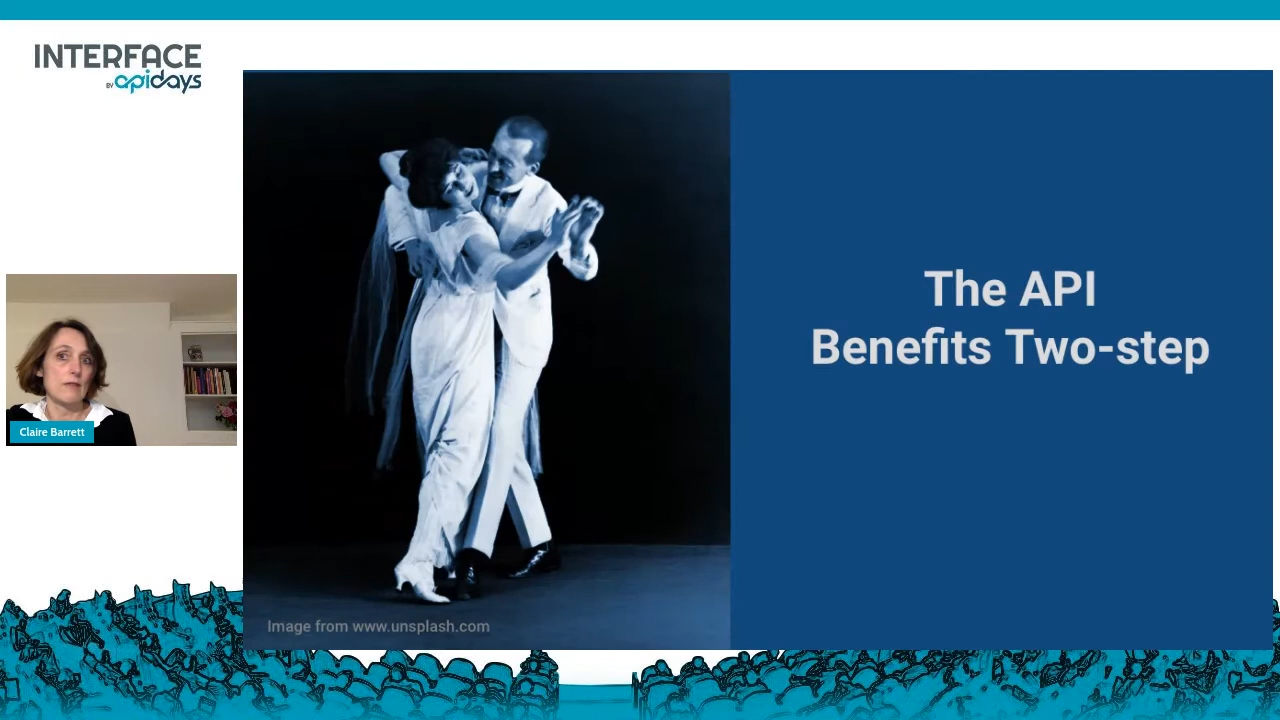 INTERFACE
BY apidays
The API
Benefits Two-step
Claire Barrett
Image from www.unsplash.com